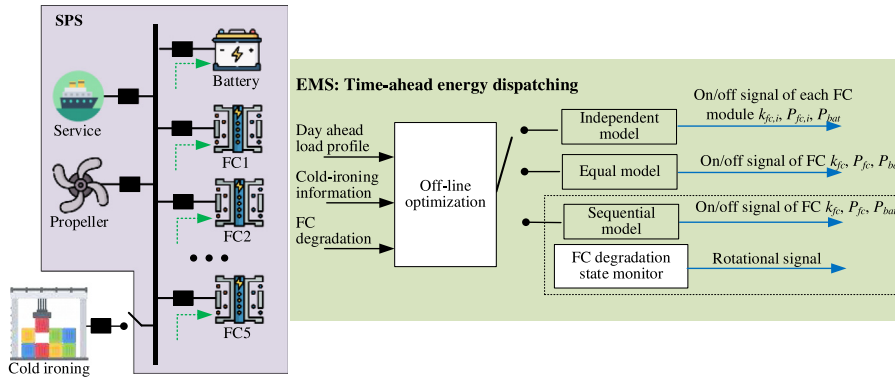 SPS
Battery
Service
FC1
Propeller
FC2
FC5
Cold ironing
EMS: Time-ahead energy dispatching
Day ahead
load profile
Cold-ironing
information
FC
degradation
Off-line
optimization
Independent
model
On/off signal of each FC
module kfc,i, Pfc,i, Pbat
Equal model
On/off signal of FC kfc, Pfc, Pba
Sequential
model
On/off signal of FC kfc, Pfc, Pbat
FC degradation
state monitor
Rotational signal